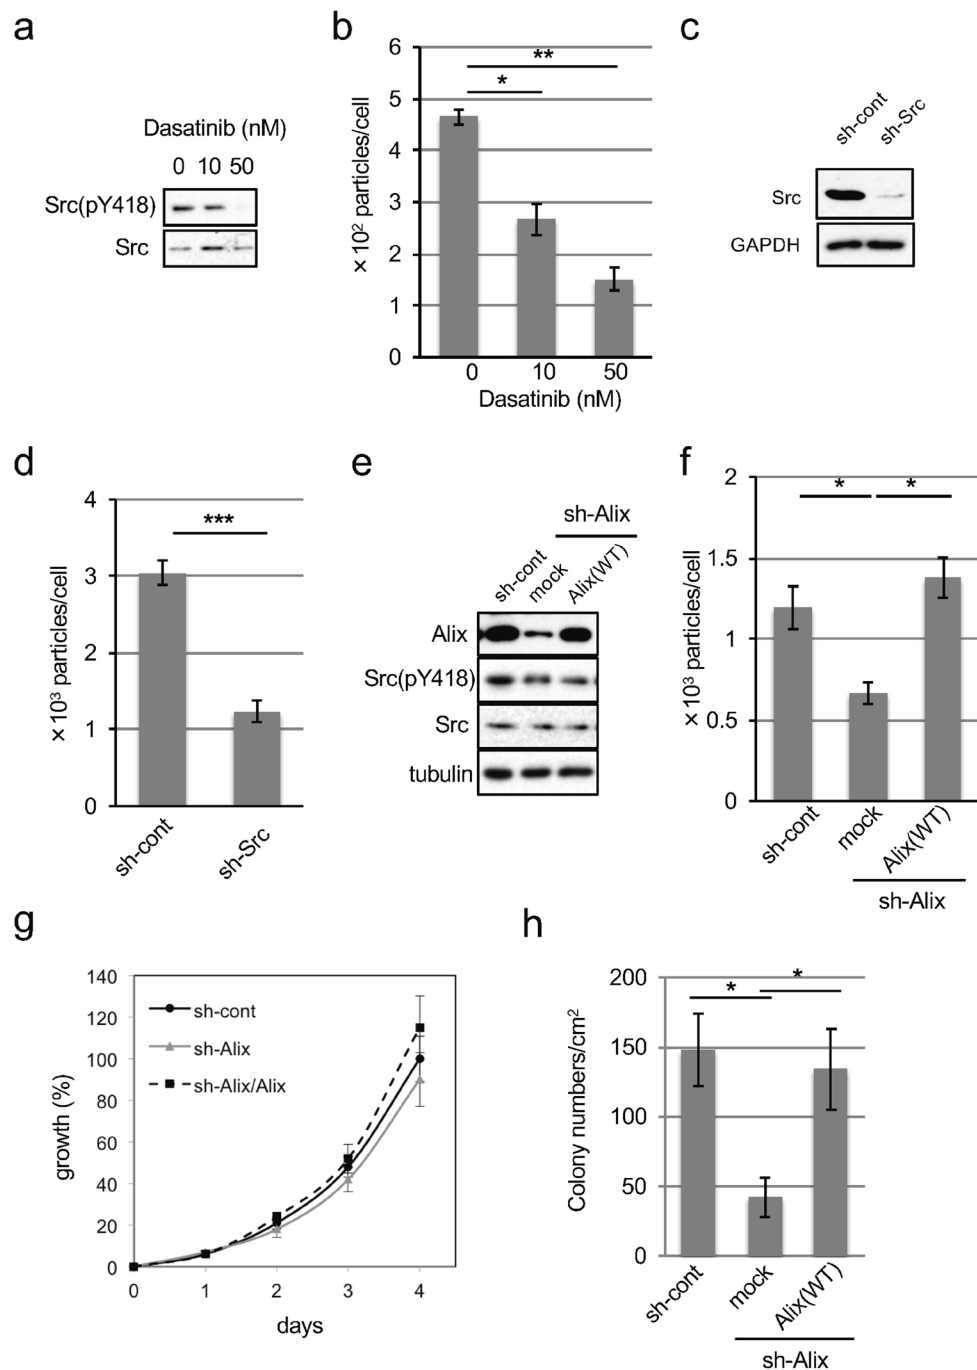 a
Dasatinib (nM)
0 10 50
Src(pY418)
Src
b
6
5
4
3
2
1
0
×10² particles/cell
**
*
0 10 50
Dasatinib (nM)
c
sh-cont sh-Src
Src
GAPDH
d
4
3
2
1
0
×10³ particles/cell
***
sh-cont sh-Src
e
sh-Alix
sh-cont mock Alix(WT)
Alix
Src(pY418)
Src
tubulin
f
2
1.5
1
0.5
0
×10³ particles/cell
* *
sh-cont mock Alix(WT)
sh-Alix
g
140
120
100
80
60
40
20
0
growth (%)
sh-cont
sh-Alix
sh-Alix/Alix
0 1 2 3 4
days
h
200
150
100
50
0
Colony numbers/cm²
* *
sh-cont mock Alix(WT)
sh-Alix